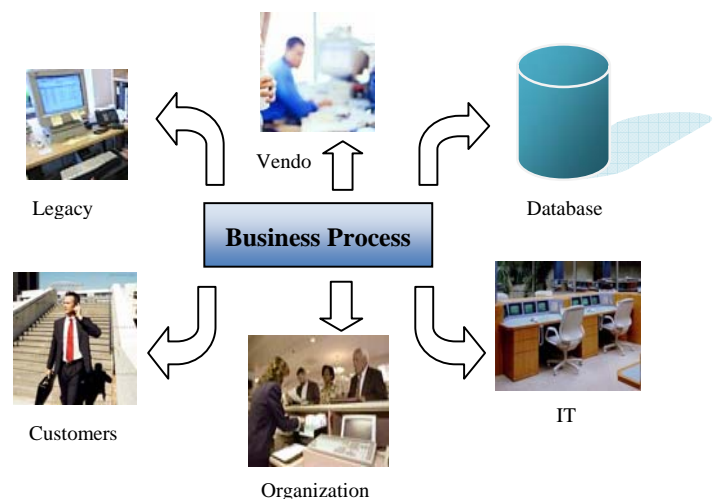 Vendo
Legacy
Database
Business Process
Customers
IT
Organization